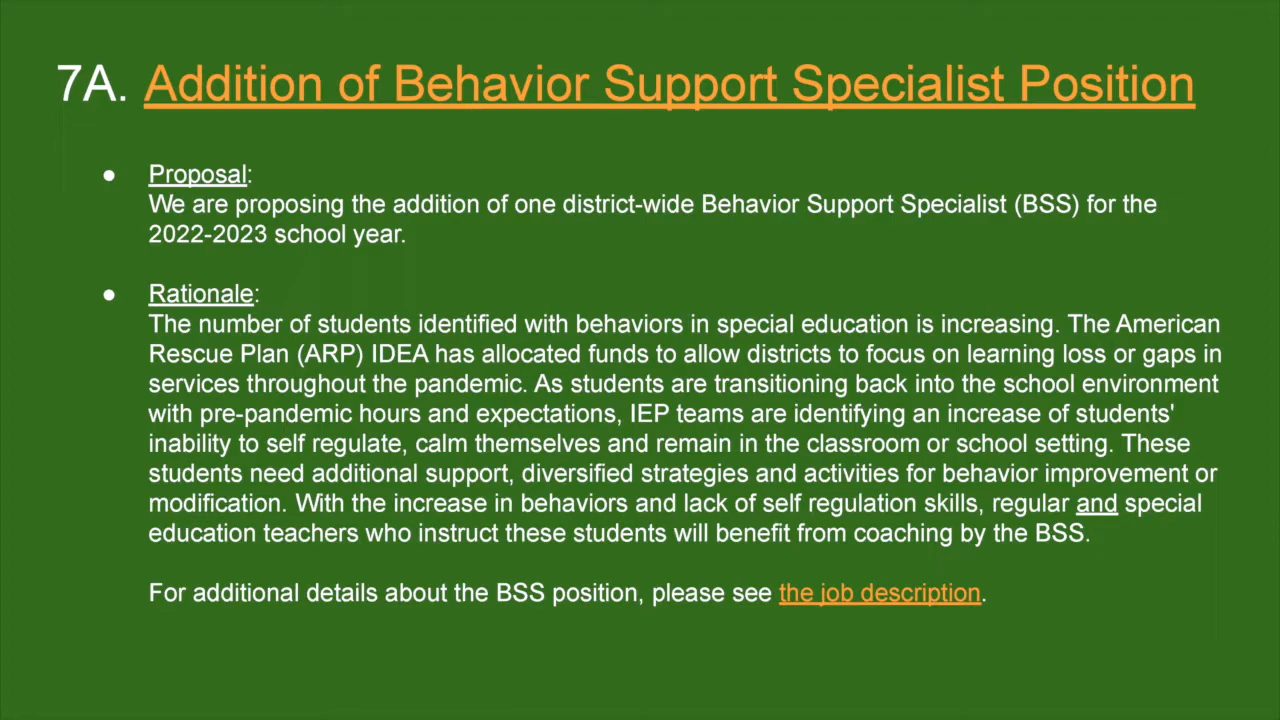 7A. Addition of Behavior Support Specialist Position
● Proposal:
We are proposing the addition of one district-wide Behavior Support Specialist (BSS) for the
2022-2023 school year.
● Rationale:
The number of students identified with behaviors in special education is increasing. The American
Rescue Plan (ARP) IDEA has allocated funds to allow districts to focus on learning loss or gaps in
services throughout the pandemic. As students are transitioning back into the school environment
with pre-pandemic hours and expectations, IEP teams are identifying an increase of students'
inability to self regulate, calm themselves and remain in the classroom or school setting. These
students need additional support, diversified strategies and activities for behavior improvement or
modification. With the increase in behaviors and lack of self regulation skills, regular and special
education teachers who instruct these students will benefit from coaching by the BSS.
For additional details about the BSS position, please see the job description.